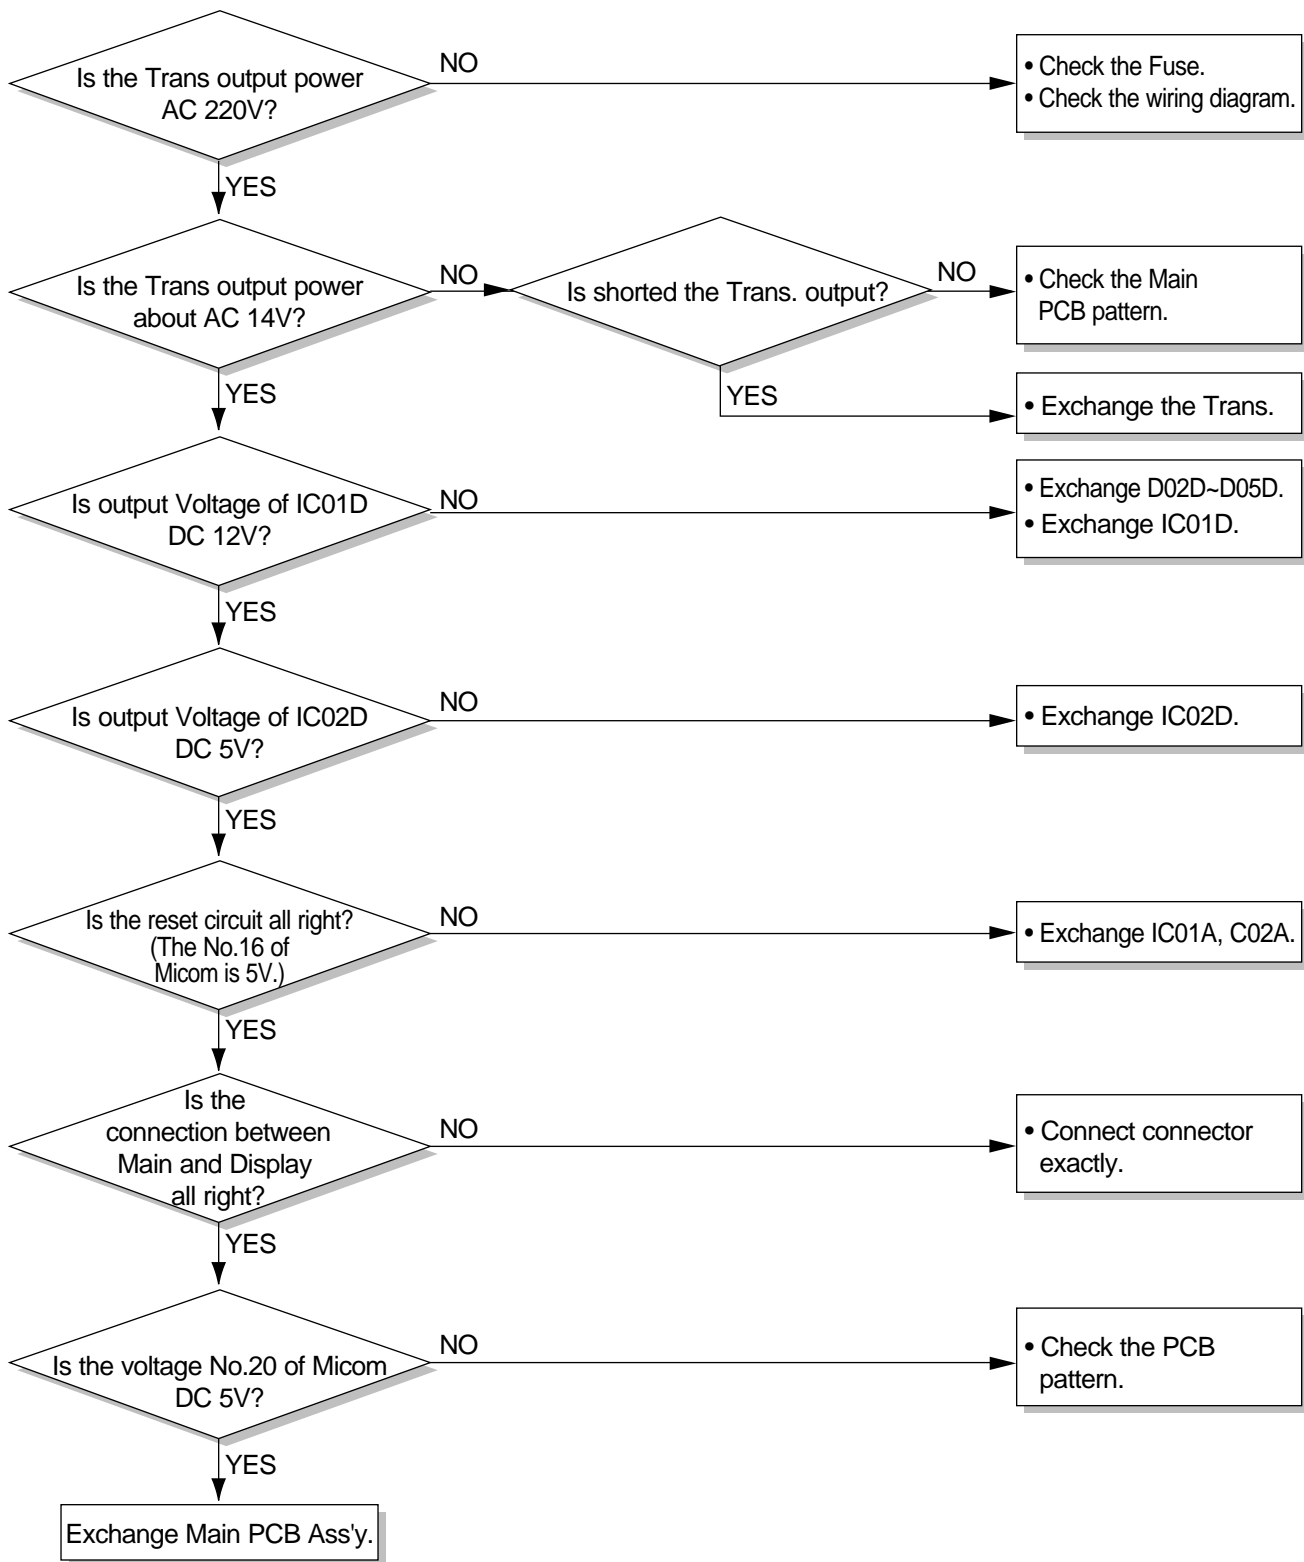 Is the Trans output power
AC 220V?
NO
• Check the Fuse.
• Check the wiring diagram.
YES
Is the Trans output power
about AC 14V?
NO
Is shorted the Trans. output?
NO
• Check the Main
PCB pattern.
YES
• Exchange the Trans.
YES
Is output Voltage of IC01D
DC 12V?
NO
• Exchange D02D~D05D.
• Exchange IC01D.
YES
Is output Voltage of IC02D
DC 5V?
NO
• Exchange IC02D.
YES
Is the reset circuit all right?
(The No.16 of
Micom is 5V.)
NO
• Exchange IC01A, C02A.
YES
Is the
connection between
Main and Display
all right?
NO
• Connect connector
exactly.
YES
Is the voltage No.20 of Micom
DC 5V?
NO
• Check the PCB
pattern.
YES
Exchange Main PCB Ass'y.